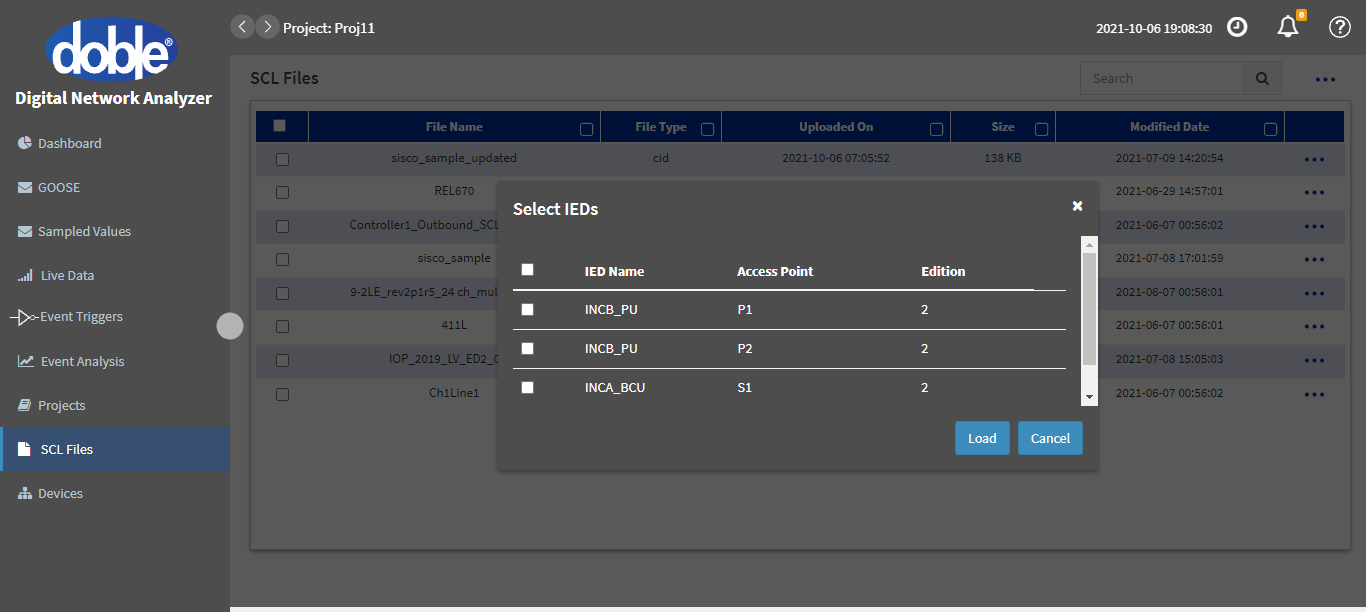 doble®
Digital Network Analyzer
Dashboard
GOOSE
Sampled Values
Live Data
Event Triggers
Event Analysis
Projects
SCL Files
Devices
Project: Proj11
2021-10-06 19:08:30
0
SCL Files
Search
File Name File Type Uploaded On Size Modified Date
sisco_sample_updated cid 2021-10-06 07:05:52 138 KB 2021-07-09 14:20:54
REL670 2021-06-29 14:57:01
Controller1_Outbound_SCL 2021-06-07 00:56:02
sisco_sample 2021-07-08 17:01:59
9-2LE_rev2p1r5_24 ch_mul 2021-06-07 00:56:01
411L 2021-06-07 00:56:01
IOP_2019_LV_ED2_ 2021-07-08 15:05:03
Ch1Line1 2021-06-07 00:56:02
Select IEDs
IED Name Access Point Edition
INCB_PU P1 2
INCB_PU P2 2
INCA_BCU S1 2
Load Cancel